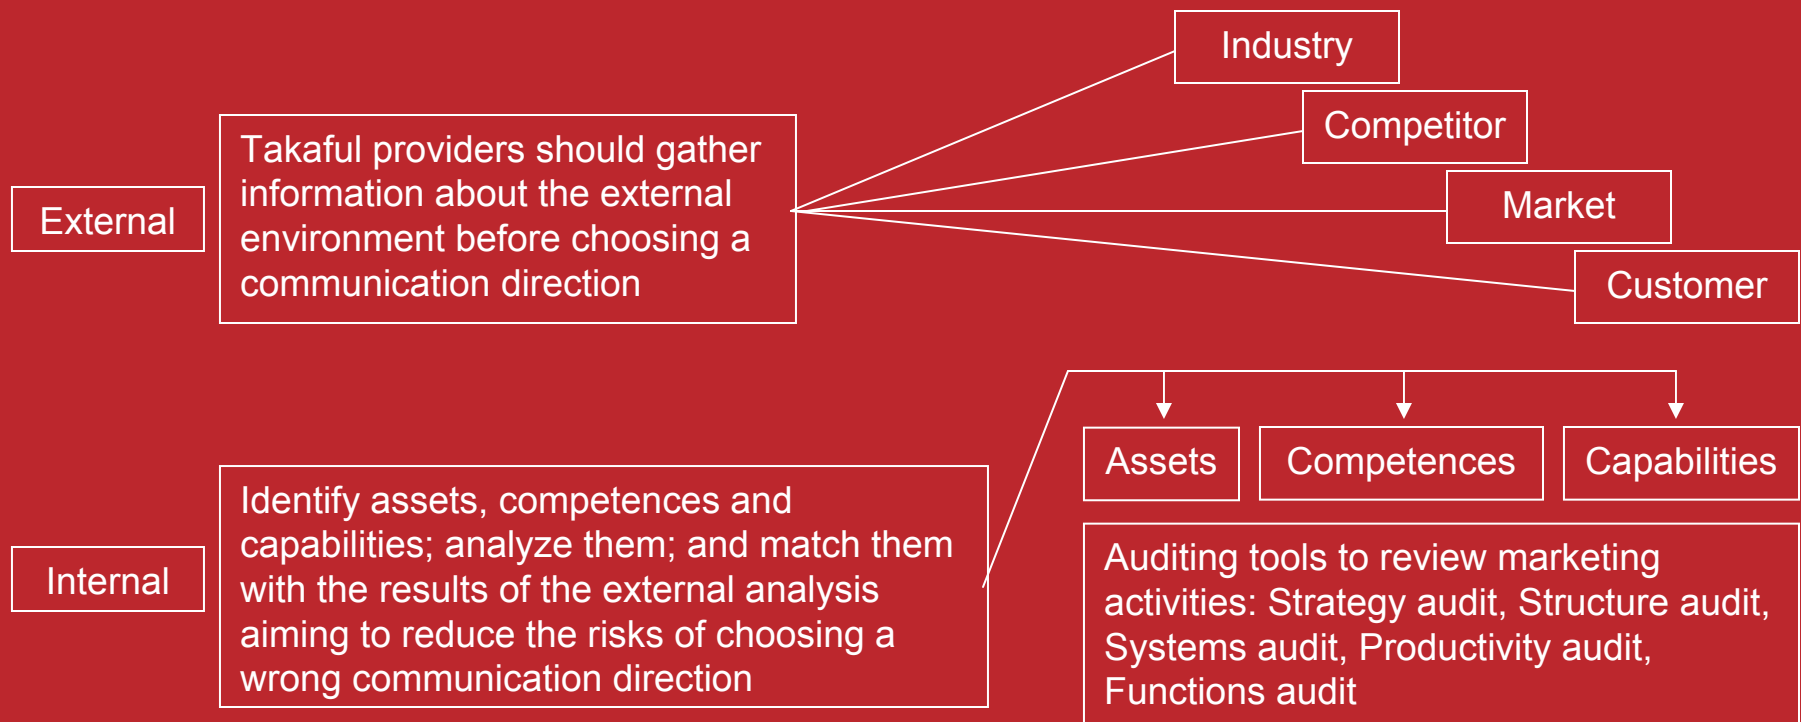 Industry
Competitor
Market
Customer
External
Takaful providers should gather
information about the external
environment before choosing a
communication direction
Assets
Competences
Capabilities
Internal
Identify assets, competences and
capabilities; analyze them; and match them
with the results of the external analysis
aiming to reduce the risks of choosing a
wrong communication direction
Auditing tools to review marketing
activities: Strategy audit, Structure audit,
Systems audit, Productivity audit,
Functions audit